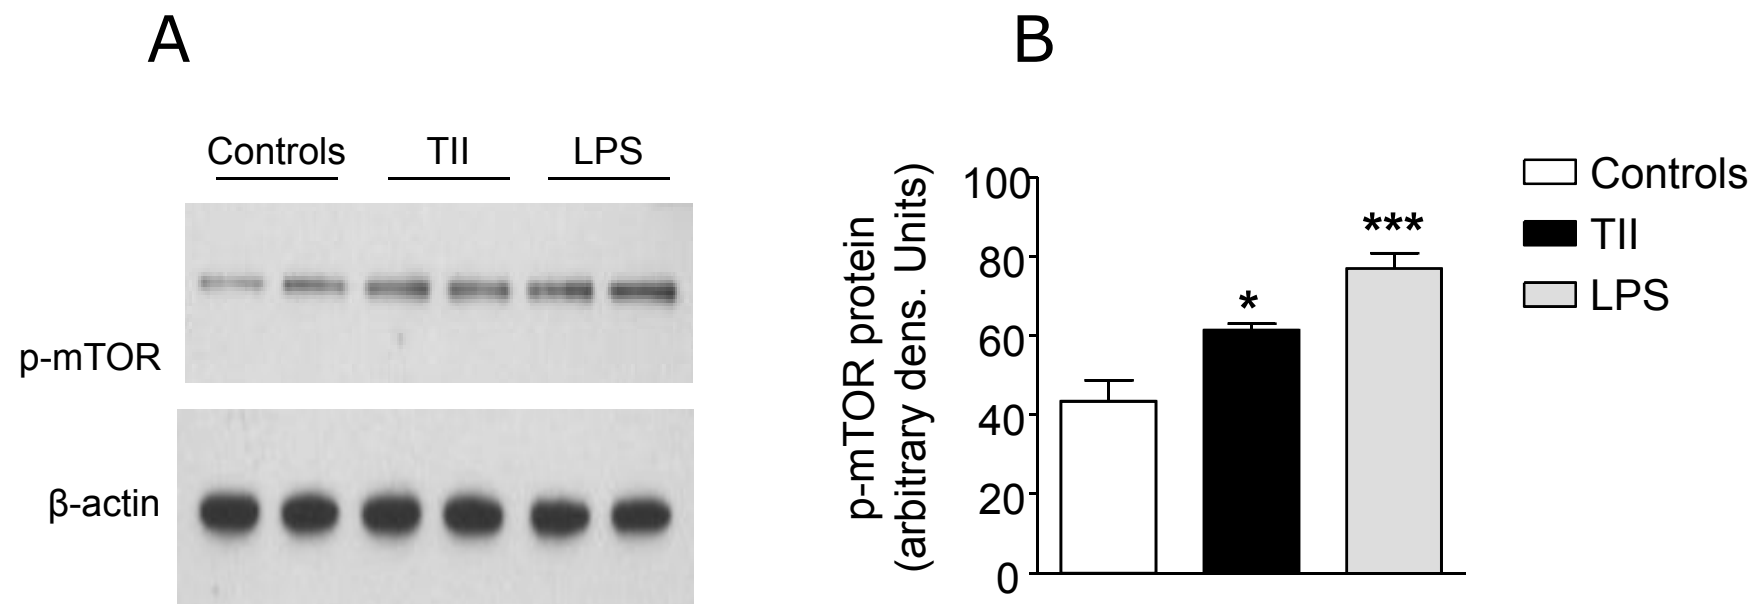 A
Controls TII LPS
p-mTOR
β-actin
B
p-mTOR protein
(arbitrary dens. Units)
100
80
60
40
20
0
*
***
Controls
TII
LPS